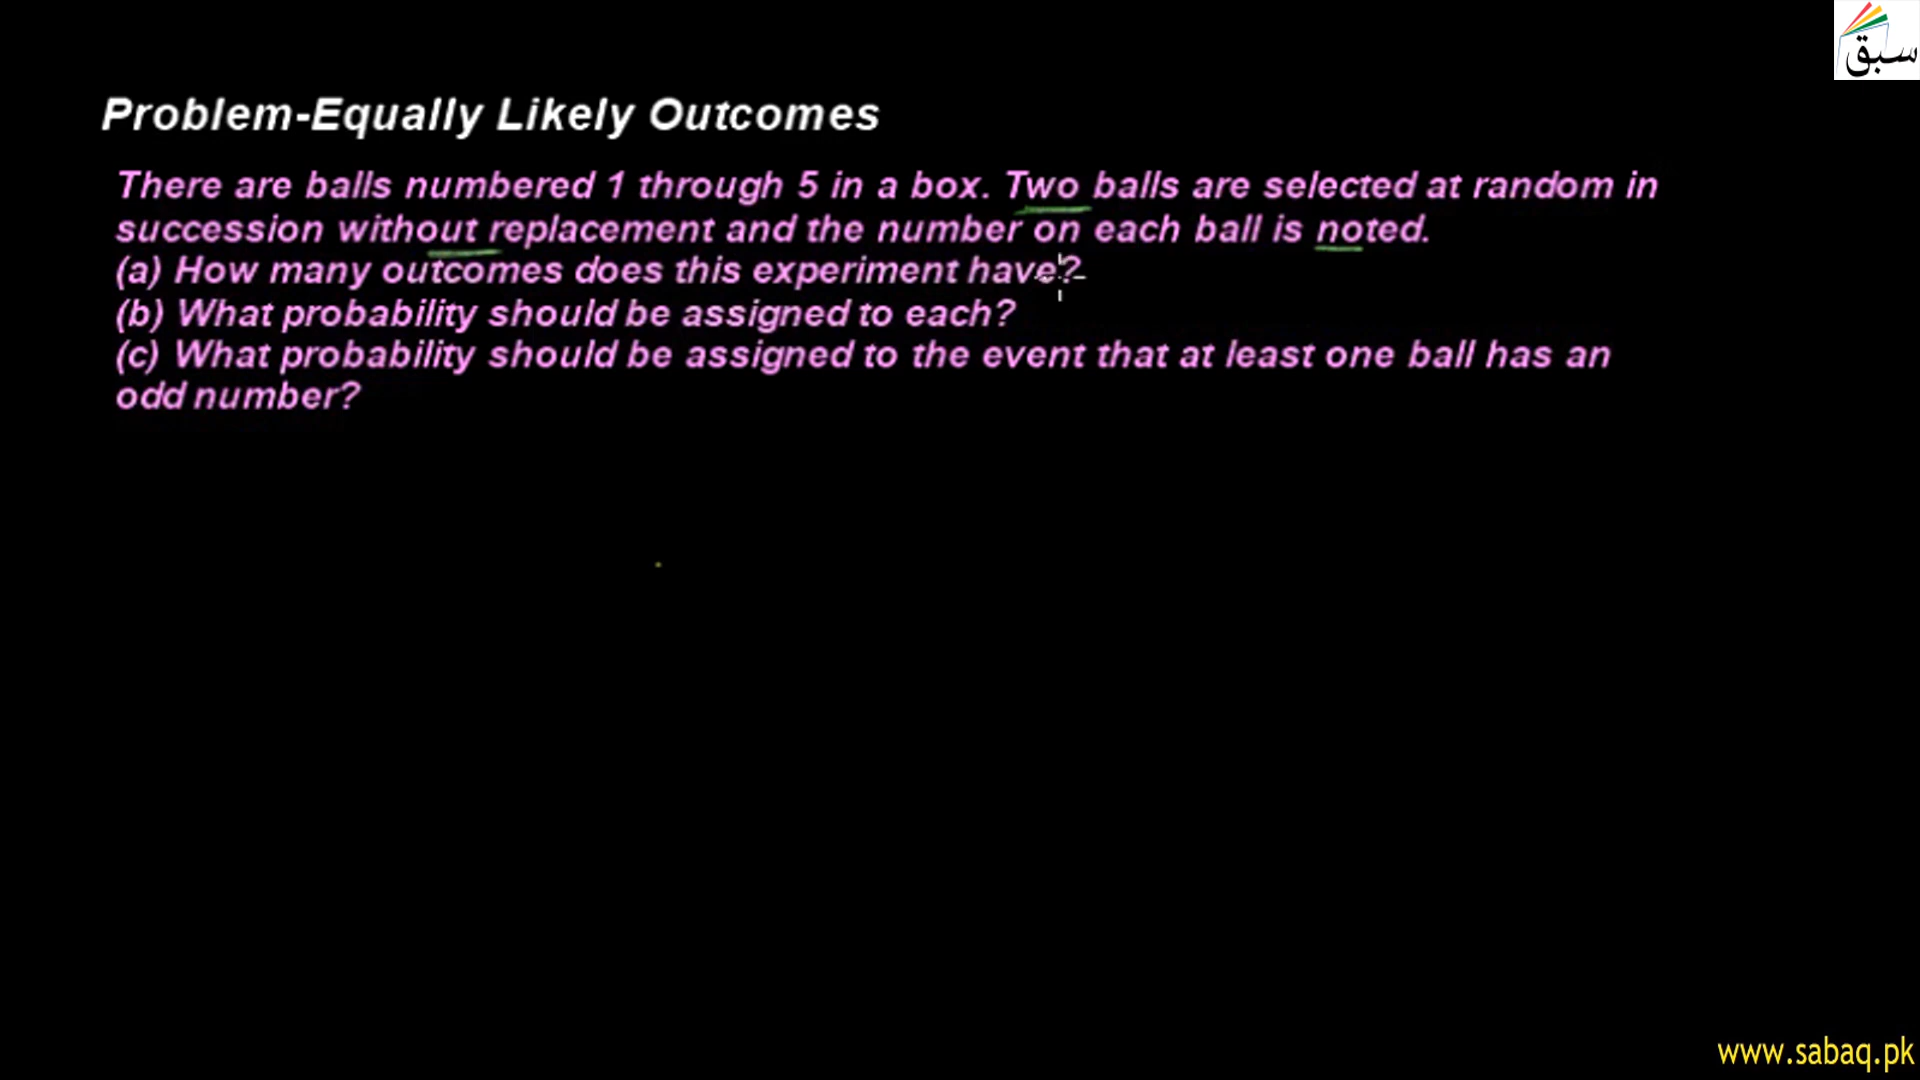 سبق
Problem-Equally Likely Outcomes
There are balls numbered 1 through 5 in a box. Two balls are selected at random in
succession without replacement and the number on each ball is noted.
(a) How many outcomes does this experiment have?
(b) What probability should be assigned to each?
(c) What probability should be assigned to the event that at least one ball has an
odd number?
www.sabaq.pk